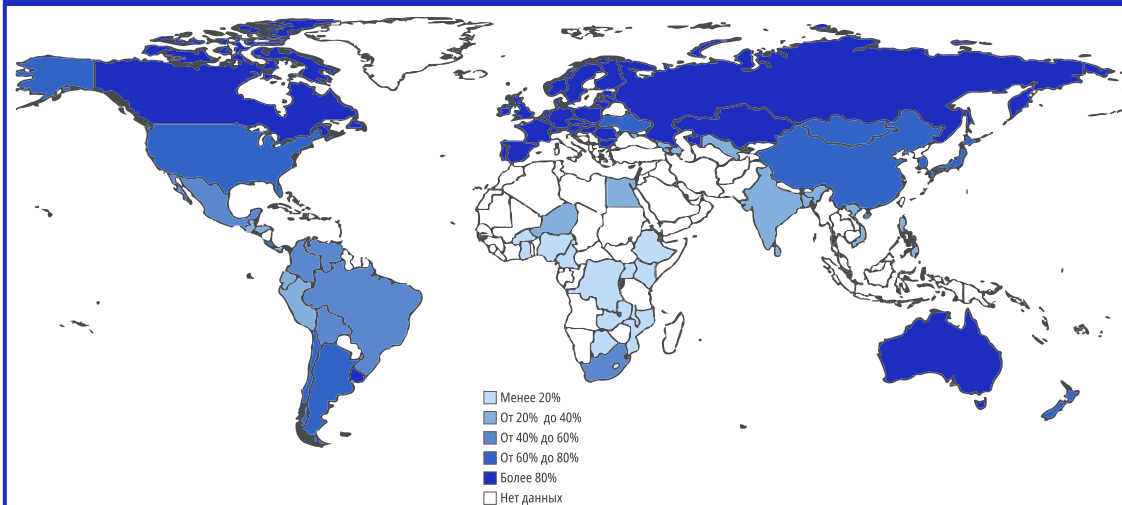 Менее 20%
От 20% до 40%
От 40% до 60%
От 60% до 80%
Более 80%
Нет данных